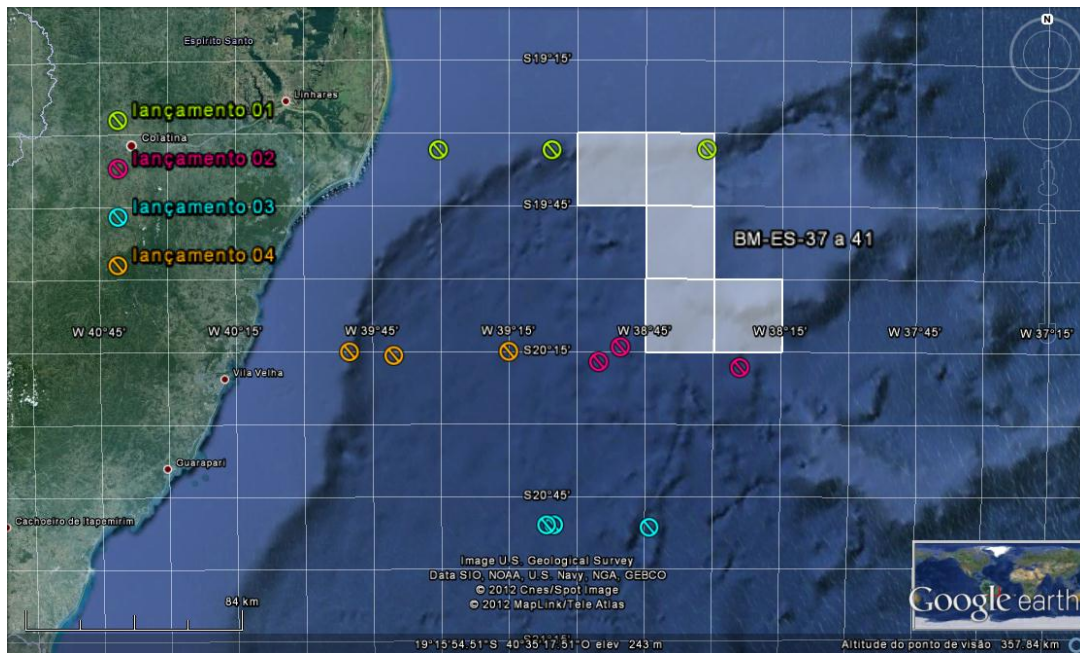 N
Espírito Santo
S19°15'
Linhares
lançamento 01
Colatina
lançamento 02
lançamento 03
S19°45'
BM-ES-37 a 41
lançamento 04
W 40°45'
W 40°15'
W 39°45'
W 39°15'
W 38°45'
W 38°15'
W 37°45'
W 37°15'
S20°15'
Vila Velha
Guarapari
S20°45'
Cachoeiro de Itapemirim
Image U.S. Geological Survey
Data SIO, NOAA, U.S. Navy, NGA, GEBCO
© 2012 Cnes/Spot Image
© 2012 MapLink/Tele Atlas
84 km
Google earth
S21°15'
19°15'54.51"S 40°35'17.51"O elev 243 m
Altitude do ponto de visão 357.84 km